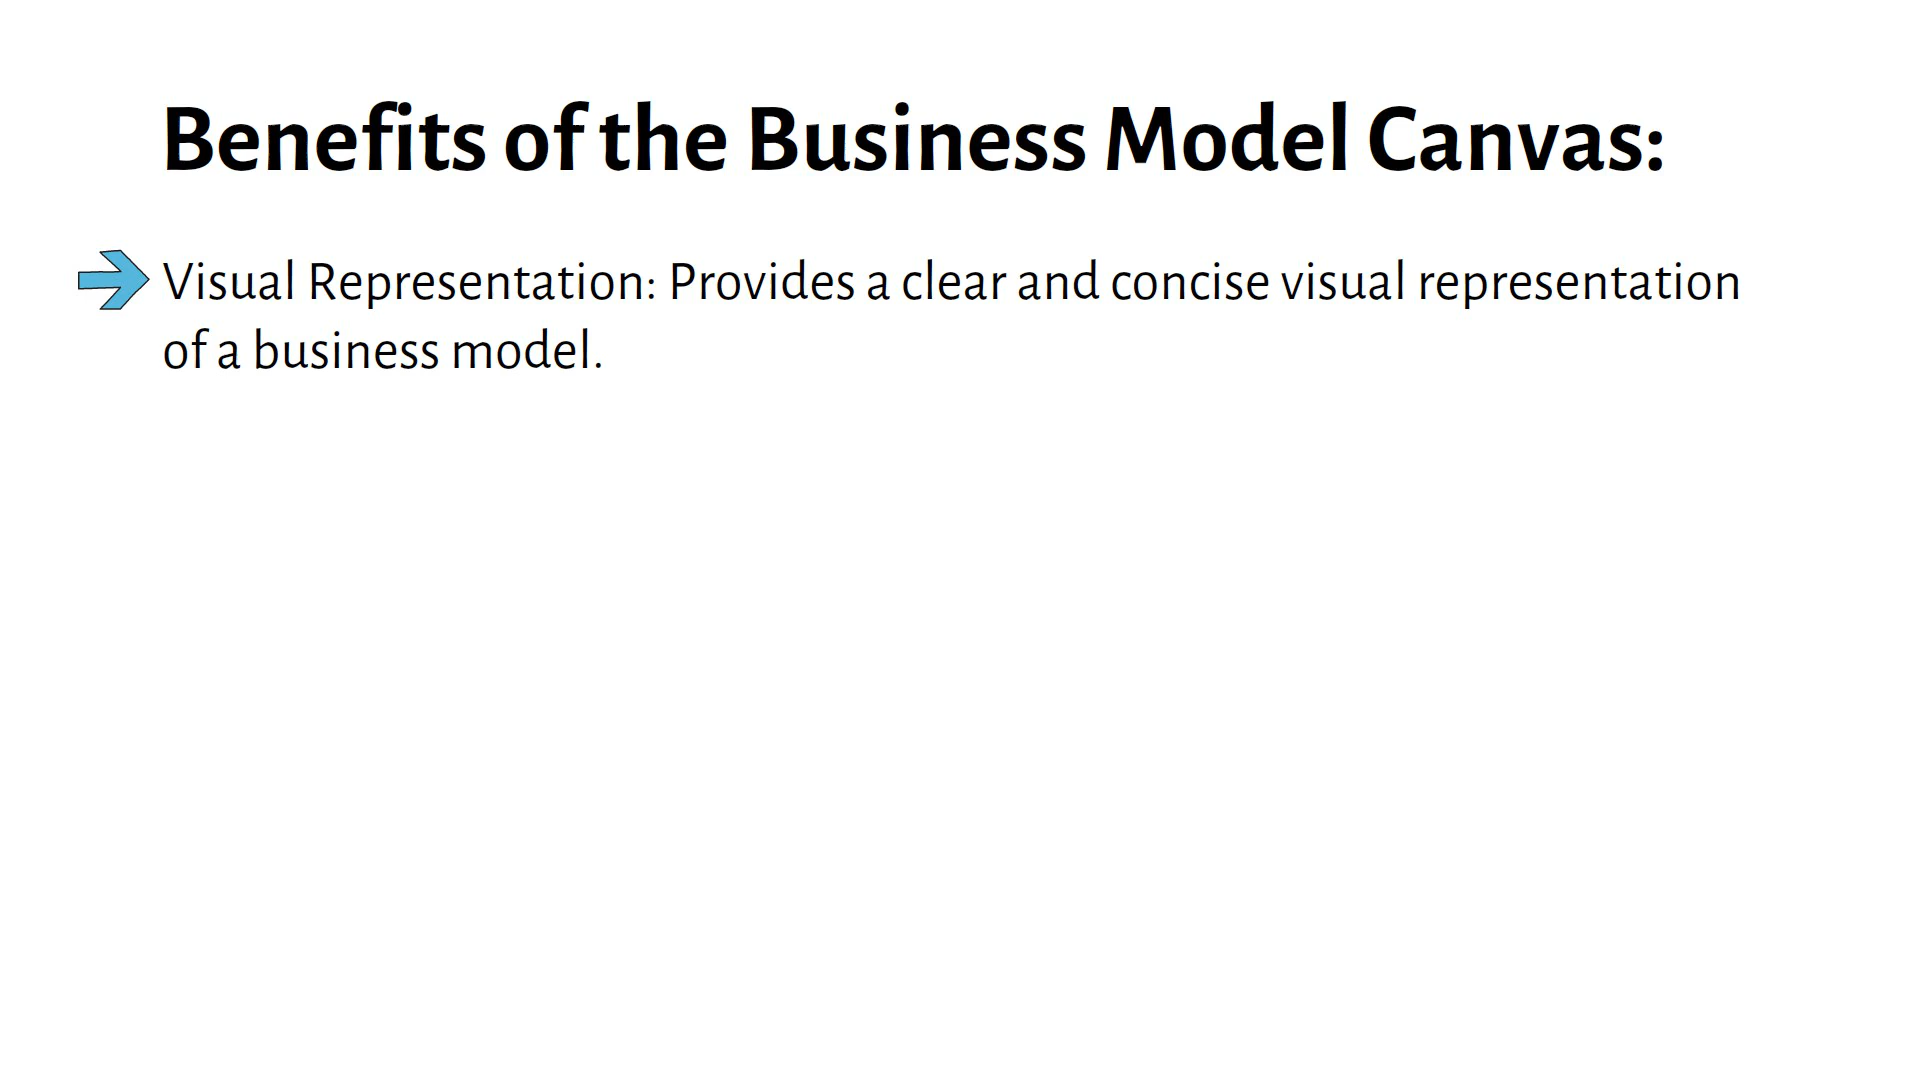 Benefits of the Business Model Canvas:
Visual Representation: Provides a clear and concise visual representation
of a business model.